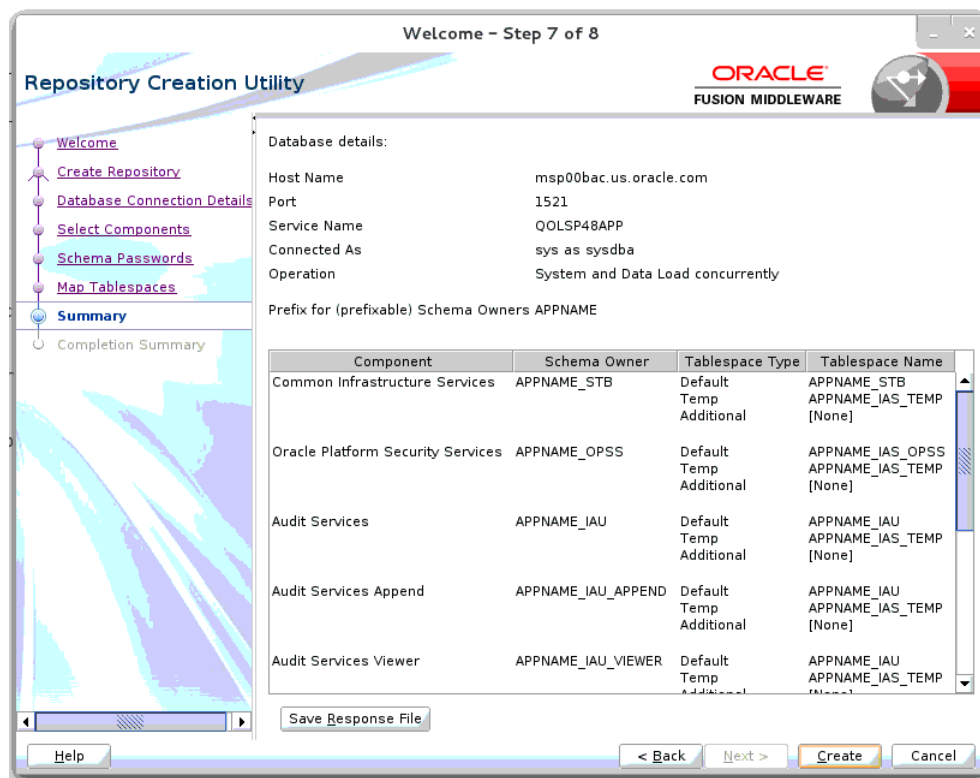 Welcome – Step 7 of 8
Repository Creation Utility
ORACLE
FUSION MIDDLEWARE
Welcome
Create Repository
Database Connection Details
Select Components
Schema Passwords
Map Tablespaces
Summary
Completion Summary
Database details:
Host Name msp00bac.us.oracle.com
Port 1521
Service Name QOLSP48APP
Connected As sys as sysdba
Operation System and Data Load concurrently
Prefix for (prefixable) Schema Owners APPNAME
Component Schema Owner Tablespace Type Tablespace Name
Common Infrastructure Services APPNAME_STB Default APPNAME_STB
Temp APPNAME_IAS_TEMP
Additional [None]
Oracle Platform Security Services APPNAME_OPSS Default APPNAME_IAS_OPSS
Temp APPNAME_IAS_TEMP
Additional [None]
Audit Services APPNAME_IAU Default APPNAME_IAU
Temp APPNAME_IAS_TEMP
Additional [None]
Audit Services Append APPNAME_IAU_APPEND Default APPNAME_IAU
Temp APPNAME_IAS_TEMP
Additional [None]
Audit Services Viewer APPNAME_IAU_VIEWER Default APPNAME_IAU
Temp APPNAME_IAS_TEMP
Save Response File
Help
< Back
Next >
Create
Cancel